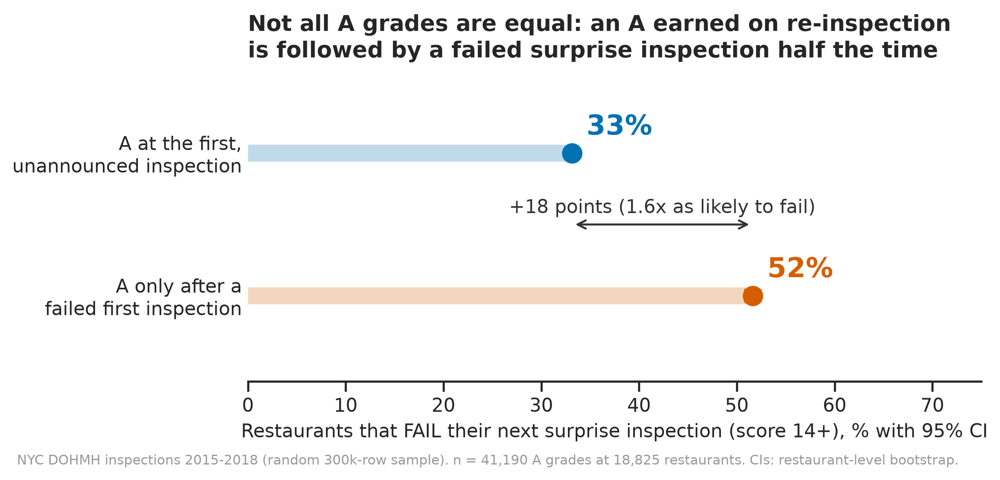 Not all A grades are equal: an A earned on re-inspection
is followed by a failed surprise inspection half the time
33%
A at the first,
unannounced inspection
+18 points (1.6x as likely to fail)
52%
A only after a
failed first inspection
0 10 20 30 40 50 60 70
Restaurants that FAIL their next surprise inspection (score 14+), % with 95% CI
NYC DOHMH inspections 2015-2018 (random 300k-row sample). n = 41,190 A grades at 18,825 restaurants. CIs: restaurant-level bootstrap.